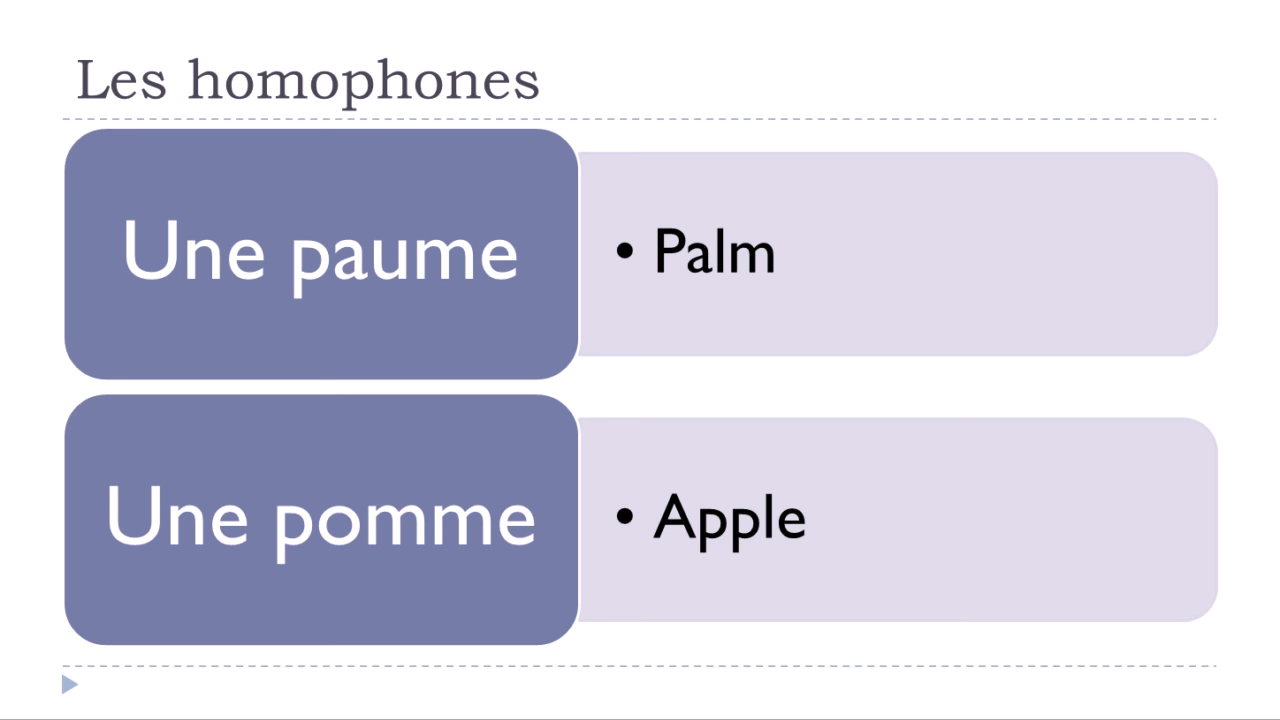 Les homophones
Une paume
• Palm
Une pomme
• Apple